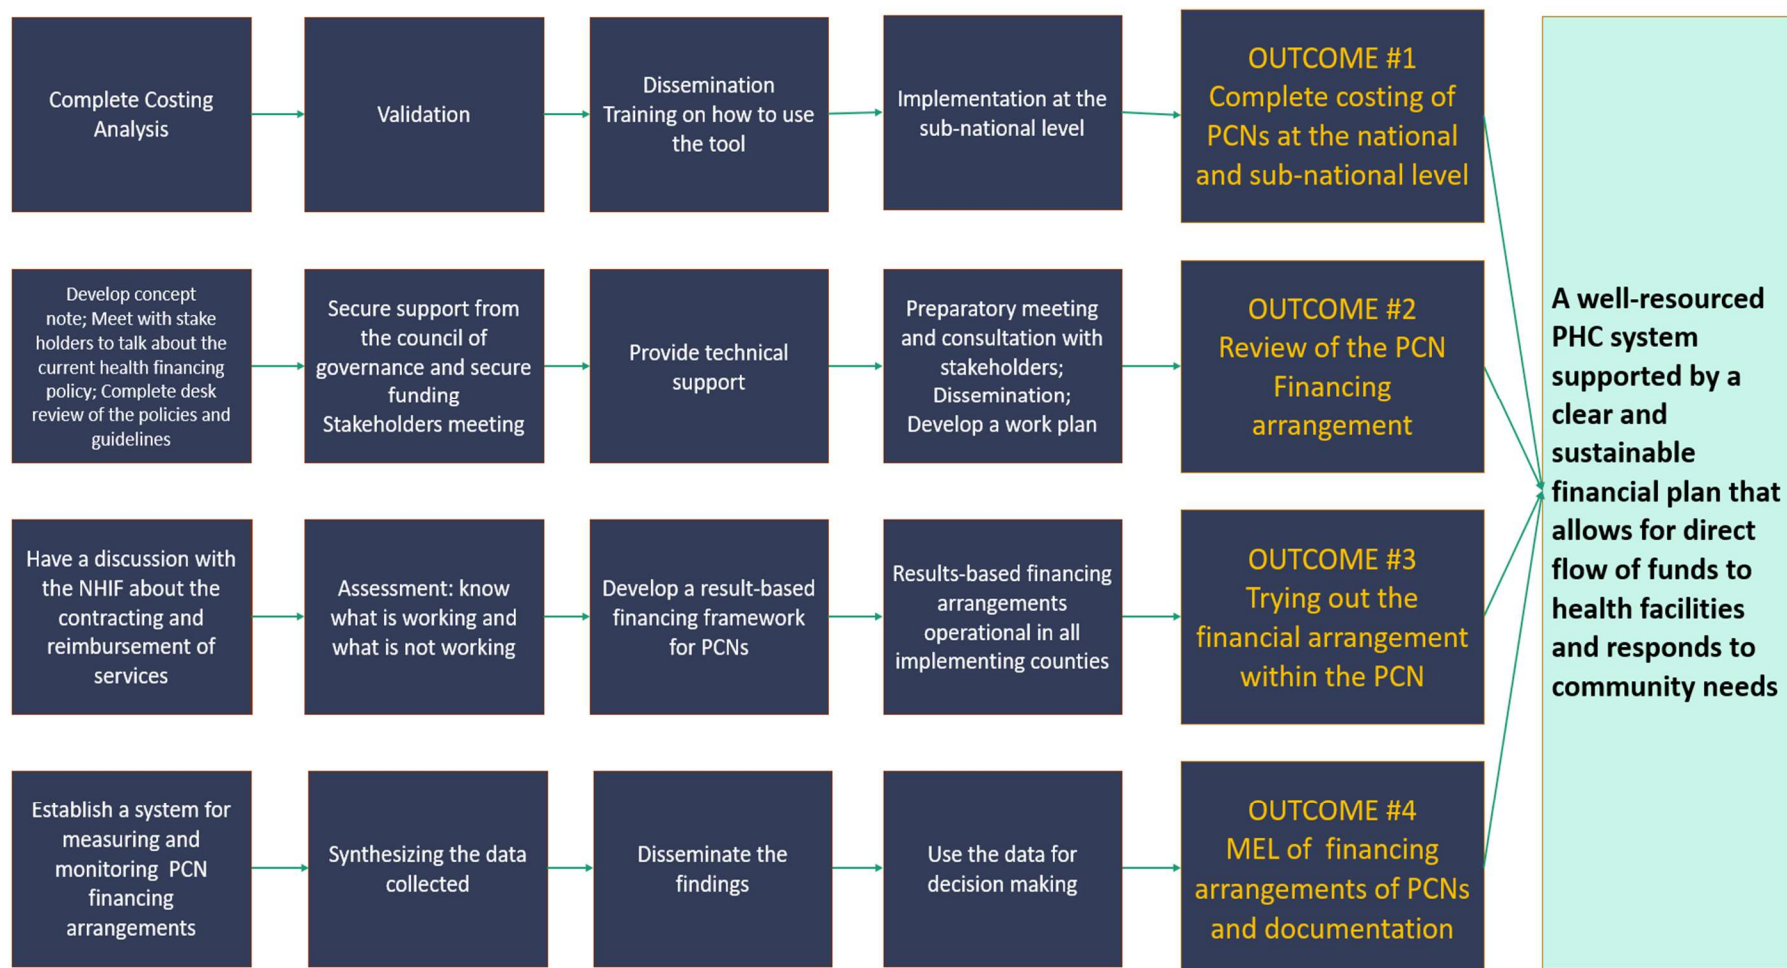 Complete Costing
Analysis
Validation
Dissemination
Training on how to use
the tool
Implementation at the
sub-national level
OUTCOME #1
Complete costing of
PCNs at the national
and sub-national level
Develop concept
note; Meet with stake
holders to talk about the
current health financing
policy; Complete desk
review of the policies and
guidelines
Secure support from
the council of
governance and secure
funding
Stakeholders meeting
Provide technical
support
Preparatory meeting
and consultation with
stakeholders;
Dissemination;
Develop a work plan
OUTCOME #2
Review of the PCN
Financing
arrangement
Have a discussion with
the NHIF about the
contracting and
reimbursement of
services
Assessment: know
what is working and
what is not working
Develop a result-based
financing framework
for PCNs
Results-based financing
arrangements
operational in all
implementing counties
OUTCOME #3
Trying out the
financial arrangement
within the PCN
Establish a system for
measuring and
monitoring PCN
financing
arrangements
Synthesizing the data
collected
Disseminate the
findings
Use the data for
decision making
OUTCOME #4
MEL of financing
arrangements of PCNs
and documentation
A well-resourced
PHC system
supported by a
clear and
sustainable
financial plan that
allows for direct
flow of funds to
health facilities
and responds to
community needs